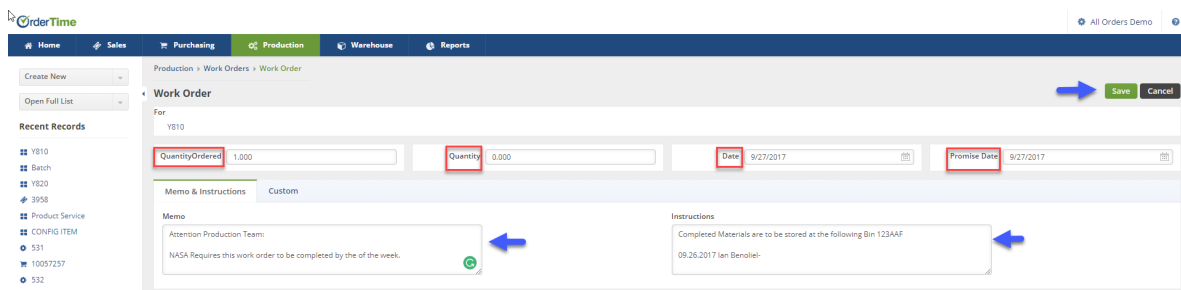 OrderTime
All Orders Demo
Home Sales Purchasing Production Warehouse Reports
Create New
Open Full List
Recent Records
Y810
Batch
Y820
3958
Product Service
CONFIG ITEM
531
10057257
532
Production > Work Orders > Work Order
Work Order
Save Cancel
For
Y810
QuantityOrdered 1.000 Quantity 0.000 Date 9/27/2017 Promise Date 9/27/2017
Memo & Instructions Custom
Memo
Attention Production Team:
NASA Requires this work order to be completed by the of the week.
Instructions
Completed Materials are to be stored at the following Bin 123AAF
09.26.2017 Ian Benoliel-